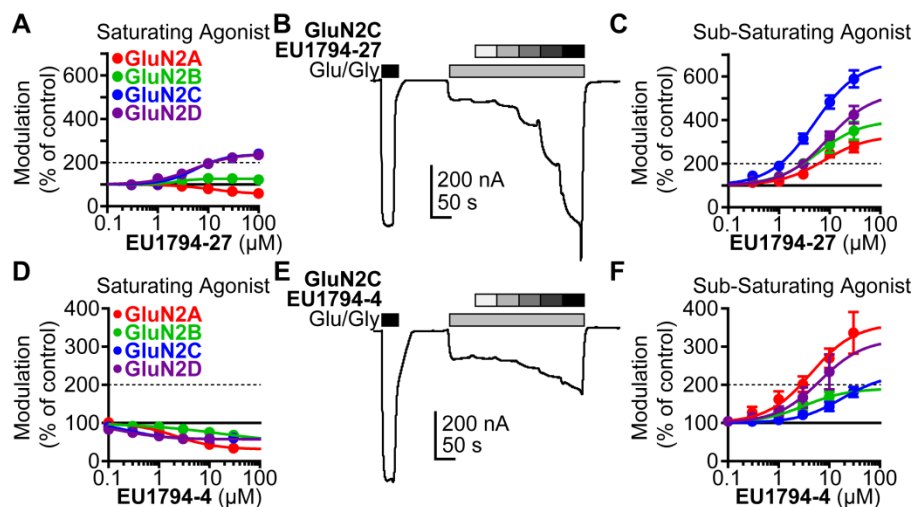 A
Saturating Agonist
GluN2A
GluN2B
GluN2C
GluN2D
Modulation
(% of control)
600
400
200
0
0.1
1
10
100
EU1794-27 (µM)
B
GluN2C
EU1794-27
Glu/Gly
200 nA
50 s
C
Sub-Saturating Agonist
Modulation
(% of control)
600
400
200
0
0.1
1
10
100
EU1794-27 (µM)
D
Saturating Agonist
GluN2A
GluN2B
GluN2C
GluN2D
Modulation
(% of control)
400
300
200
100
0
0.1
1
10
100
EU1794-4 (µM)
E
GluN2C
EU1794-4
Glu/Gly
200 nA
50 s
F
Sub-Saturating Agonist
Modulation
(% of control)
400
300
200
100
0
0.1
1
10
100
EU1794-4 (µM)